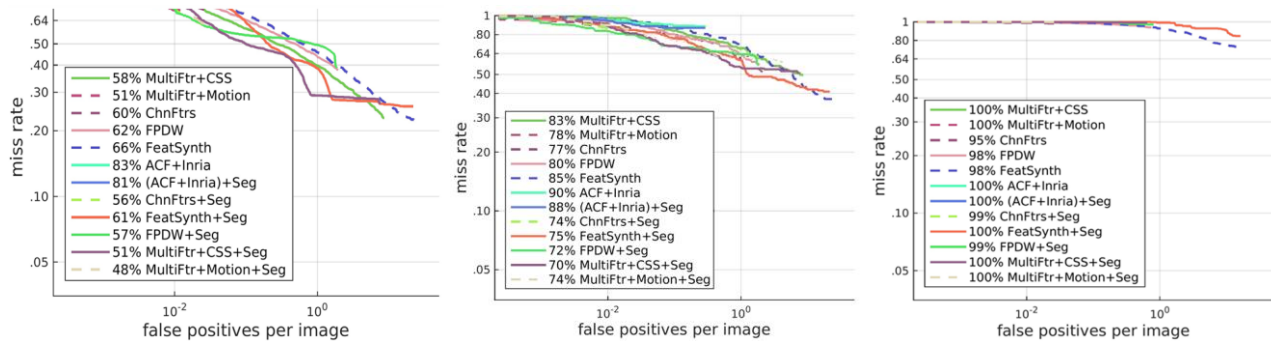 .64
.50
.40
.30
.20
.10
.05
miss rate
58% MultiFtr+CSS
51% MultiFtr+Motion
60% ChnFtrs
62% FPDW
66% FeatSynth
83% ACF+Inria
81% (ACF+Inria)+Seg
56% ChnFtrs+Seg
61% FeatSynth+Seg
57% FPDW+Seg
51% MultiFtr+CSS+Seg
48% MultiFtr+Motion+Seg
10-2 100
false positives per image
1
.80
.64
.50
.40
.30
.20
.10
.05
miss rate
83% MultiFtr+CSS
78% MultiFtr+Motion
77% ChnFtrs
80% FPDW
85% FeatSynth
90% ACF+Inria
88% (ACF+Inria)+Seg
74% ChnFtrs+Seg
75% FeatSynth+Seg
72% FPDW+Seg
70% MultiFtr+CSS+Seg
74% MultiFtr+Motion+Seg
10-2 100
false positives per image
1
.80
.64
.50
.40
.30
.20
.10
.05
miss rate
100% MultiFtr+CSS
100% MultiFtr+Motion
95% ChnFtrs
98% FPDW
98% FeatSynth
100% ACF+Inria
100% (ACF+Inria)+Seg
99% ChnFtrs+Seg
100% FeatSynth+Seg
99% FPDW+Seg
100% MultiFtr+CSS+Seg
100% MultiFtr+Motion+Seg
10-2 100
false positives per image